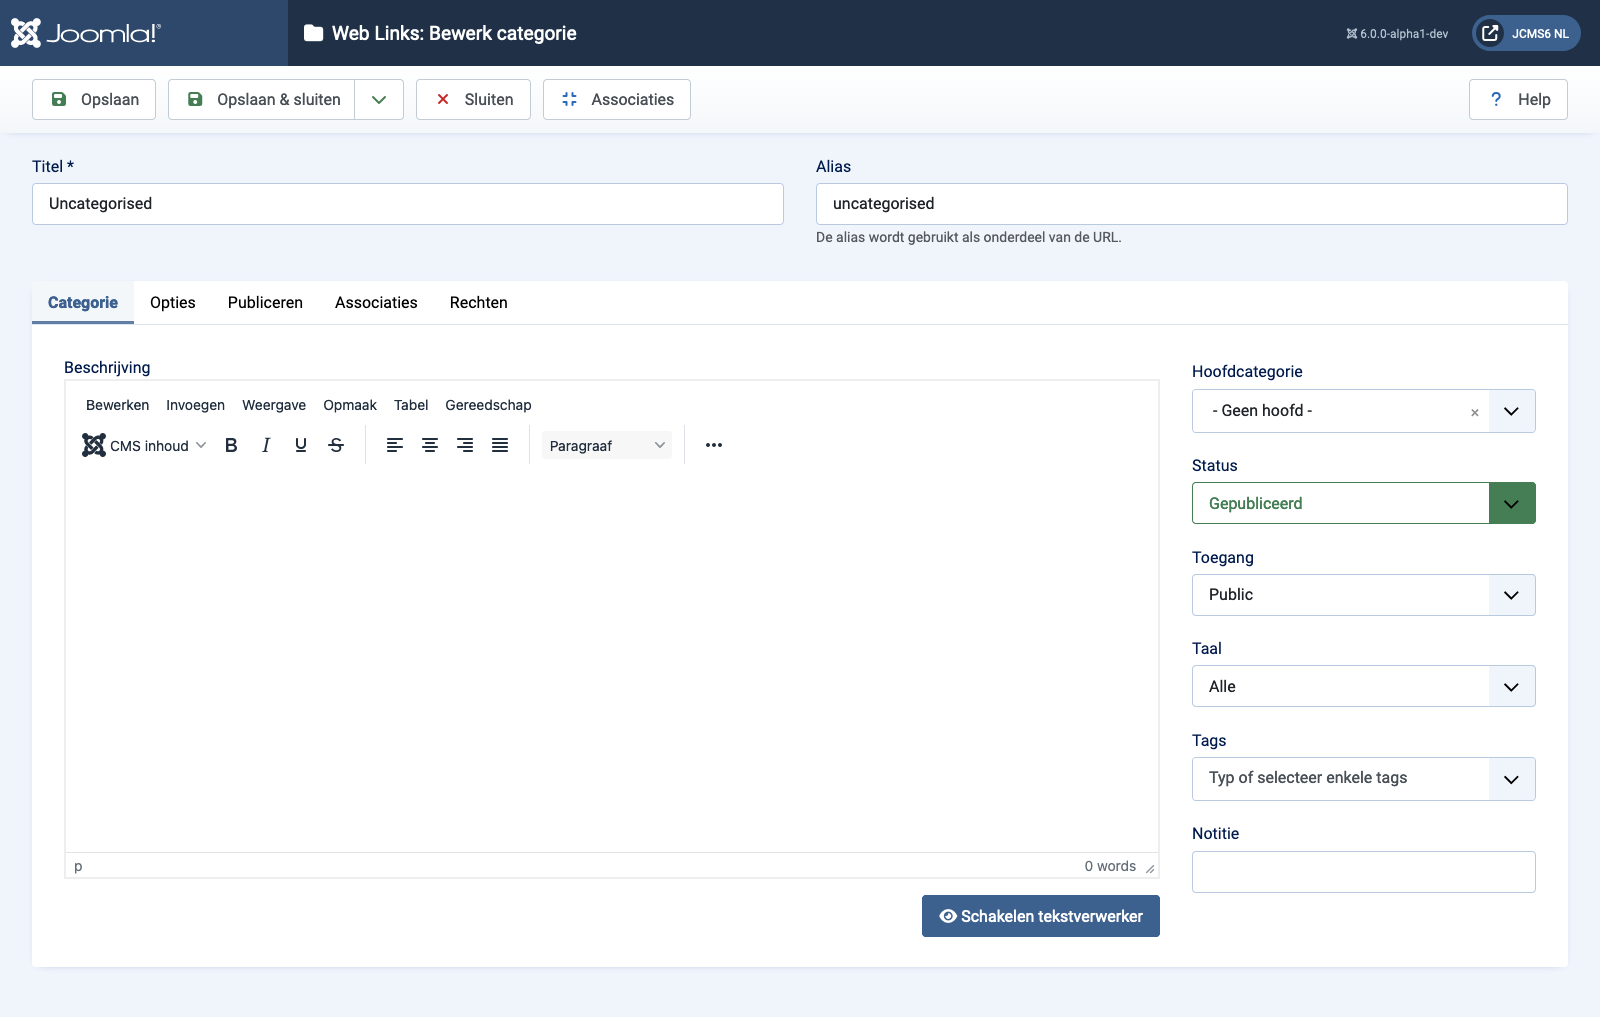 Joomla!®
Web Links: Bewerk categorie
6.0.0-alpha1-dev
JCMS6 NL
Opslaan
Opslaan & sluiten
Sluiten
Associaties
? Help
Titel *
Uncategorised
Alias
uncategorised
De alias wordt gebruikt als onderdeel van de URL.
Categorie
Opties
Publiceren
Associaties
Rechten
Beschrijving
Bewerken
Invoegen
Weergave
Opmaak
Tabel
Gereedschap
CMS inhoud
B
I
U
S
Paragraaf
p
0 words
Schakelen tekstverwerker
Hoofdcategorie
- Geen hoofd -
Status
Gepubliceerd
Toegang
Public
Taal
Alle
Tags
Typ of selecteer enkele tags
Notitie